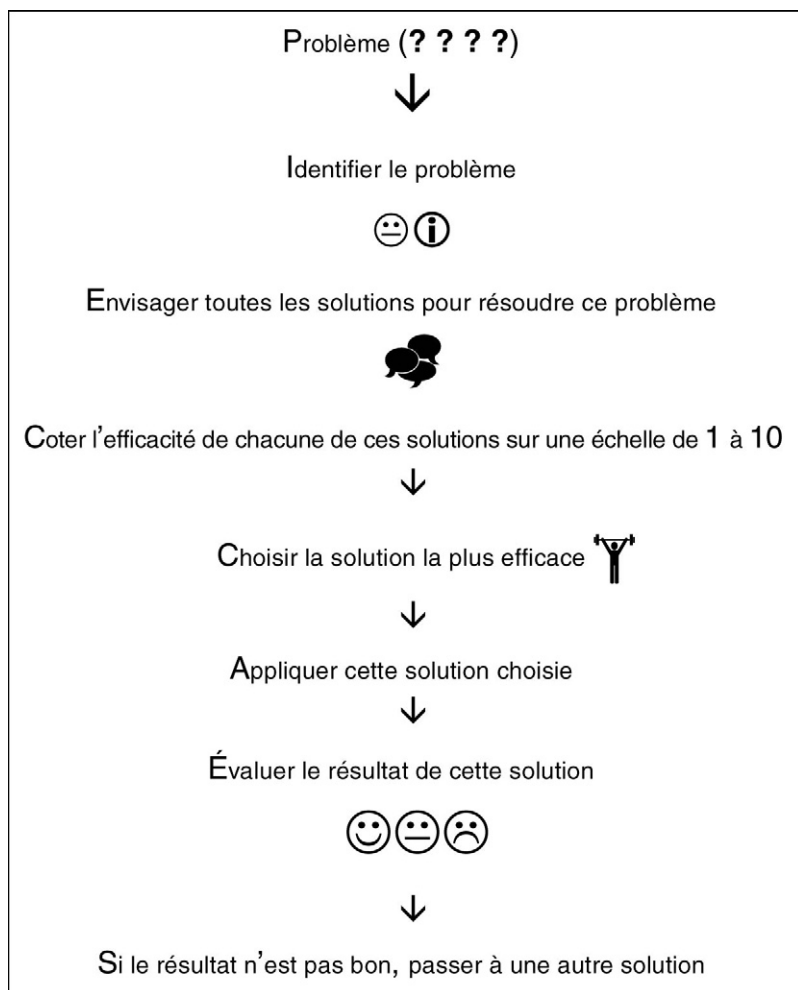 Problème (? ? ? ?)
Identifier le problème
Envisager toutes les solutions pour résoudre ce problème
Coter l'efficacité de chacune de ces solutions sur une échelle de 1 à 10
Choisir la solution la plus efficace
Appliquer cette solution choisie
Évaluer le résultat de cette solution
Si le résultat n'est pas bon, passer à une autre solution